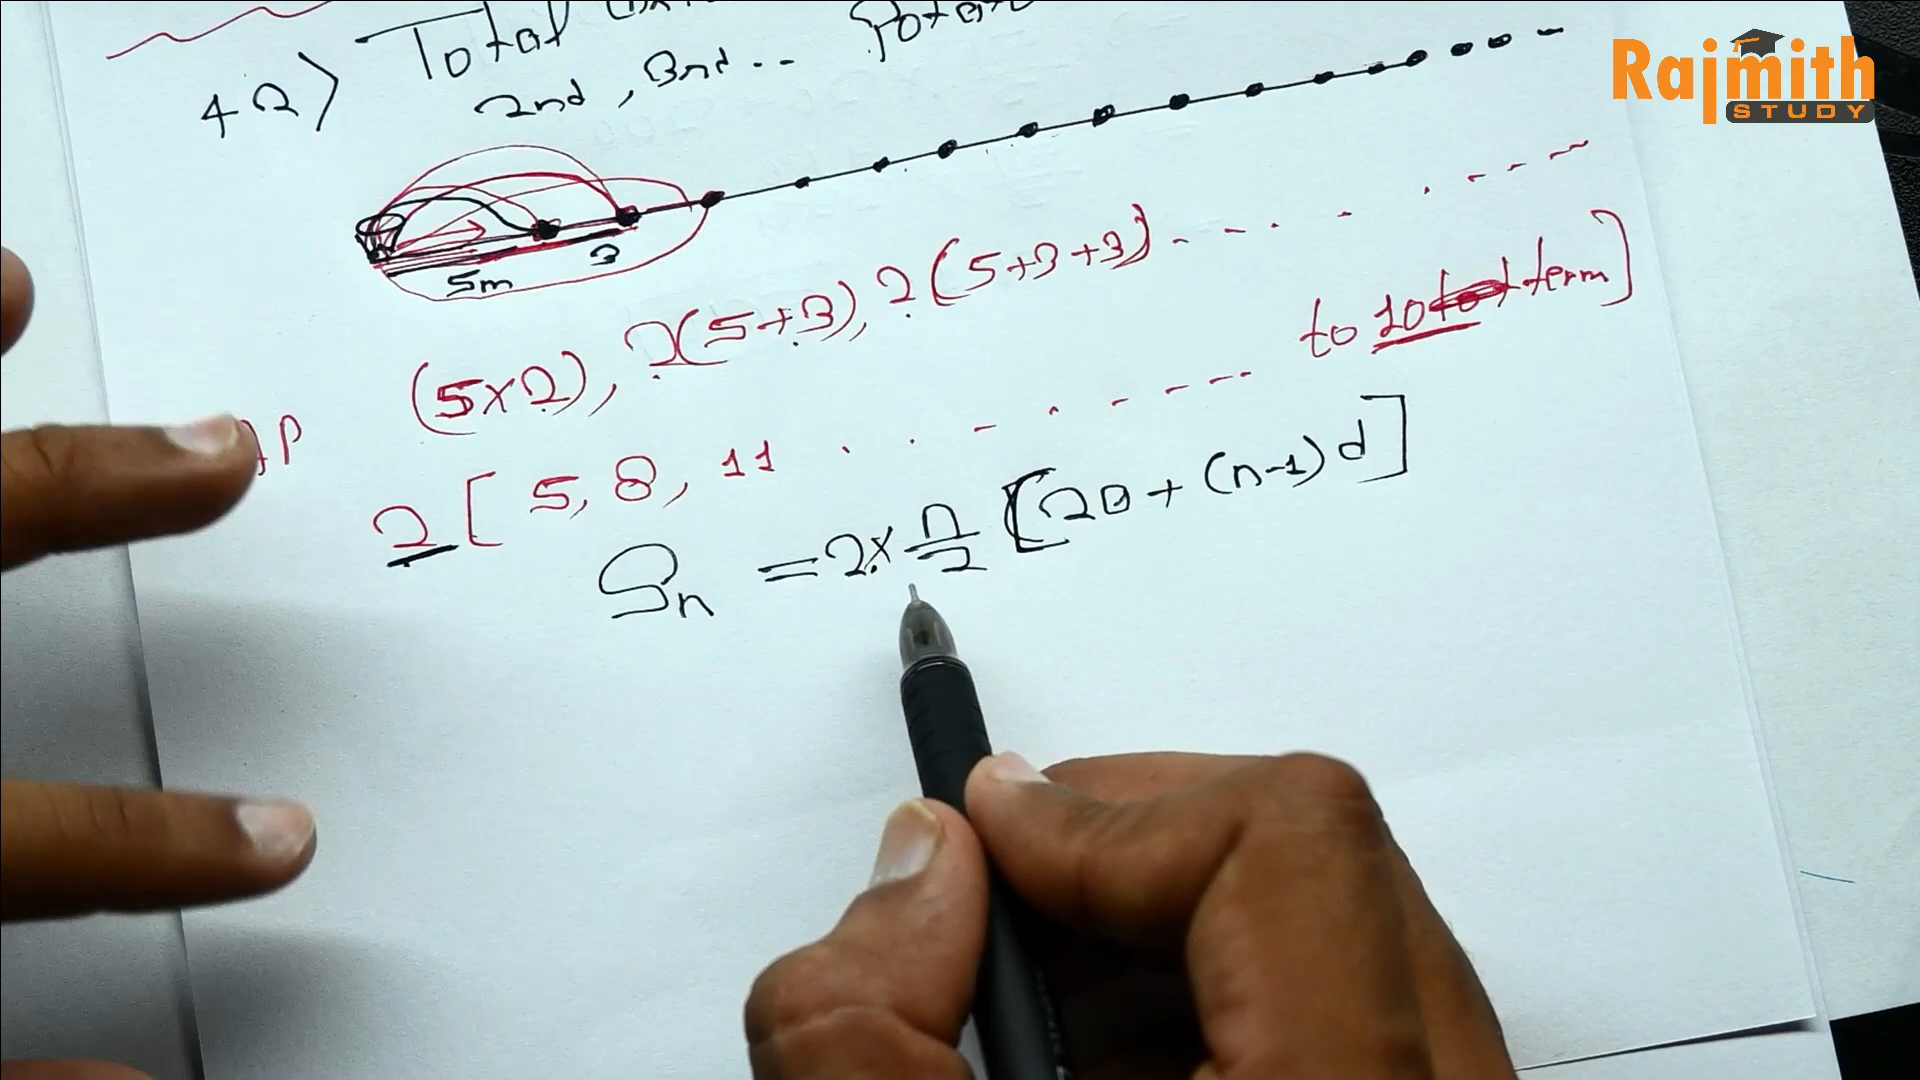 Rajmith
STUDY
42) Total
2nd, 3rd.. Potato
5m 3
(5×2), 2(5+3), 2(5+3+3) - - - . . . - - -
AP 2 [ 5, 8, 11 . . . - - - to 10 term]
Sn = 2× n/2 [2a + (n-1) d]